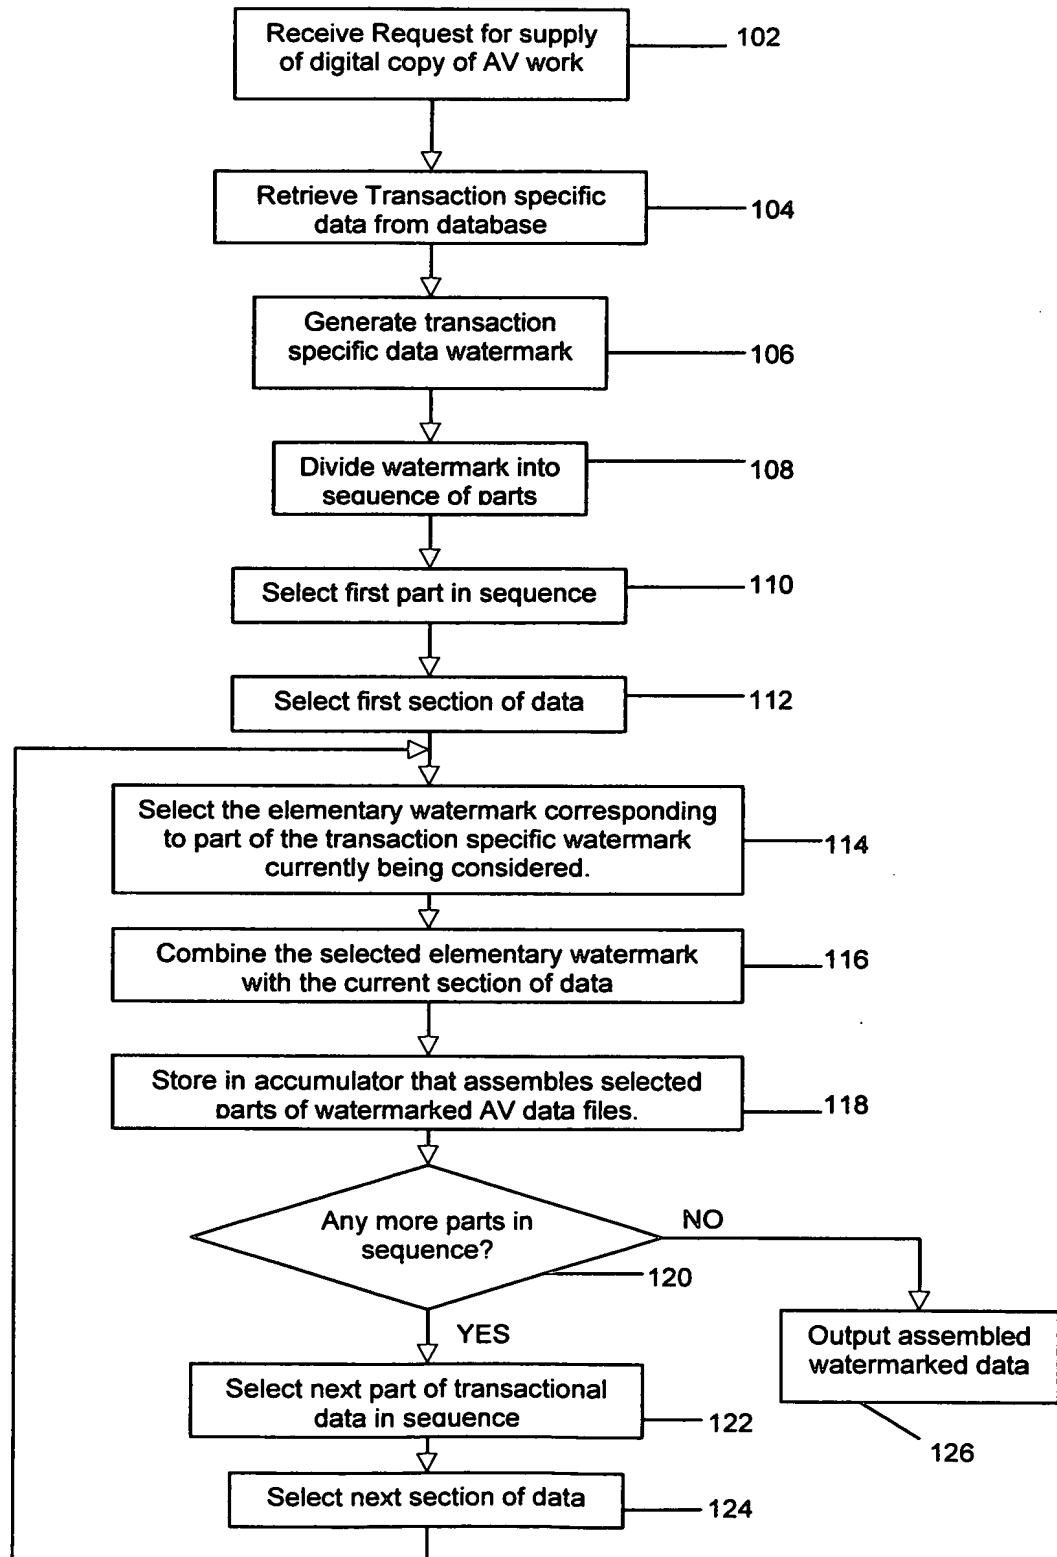 Receive Request for supply
of digital copy of AV work
102
Retrieve Transaction specific
data from database
104
Generate transaction
specific data watermark
106
Divide watermark into
sequence of parts
108
Select first part in sequence
110
Select first section of data
112
Select the elementary watermark corresponding
to part of the transaction specific watermark
currently being considered.
114
Combine the selected elementary watermark
with the current section of data
116
Store in accumulator that assembles selected
parts of watermarked AV data files.
118
Any more parts in
sequence?
NO
120
YES
Output assembled
watermarked data
126
Select next part of transactional
data in sequence
122
Select next section of data
124